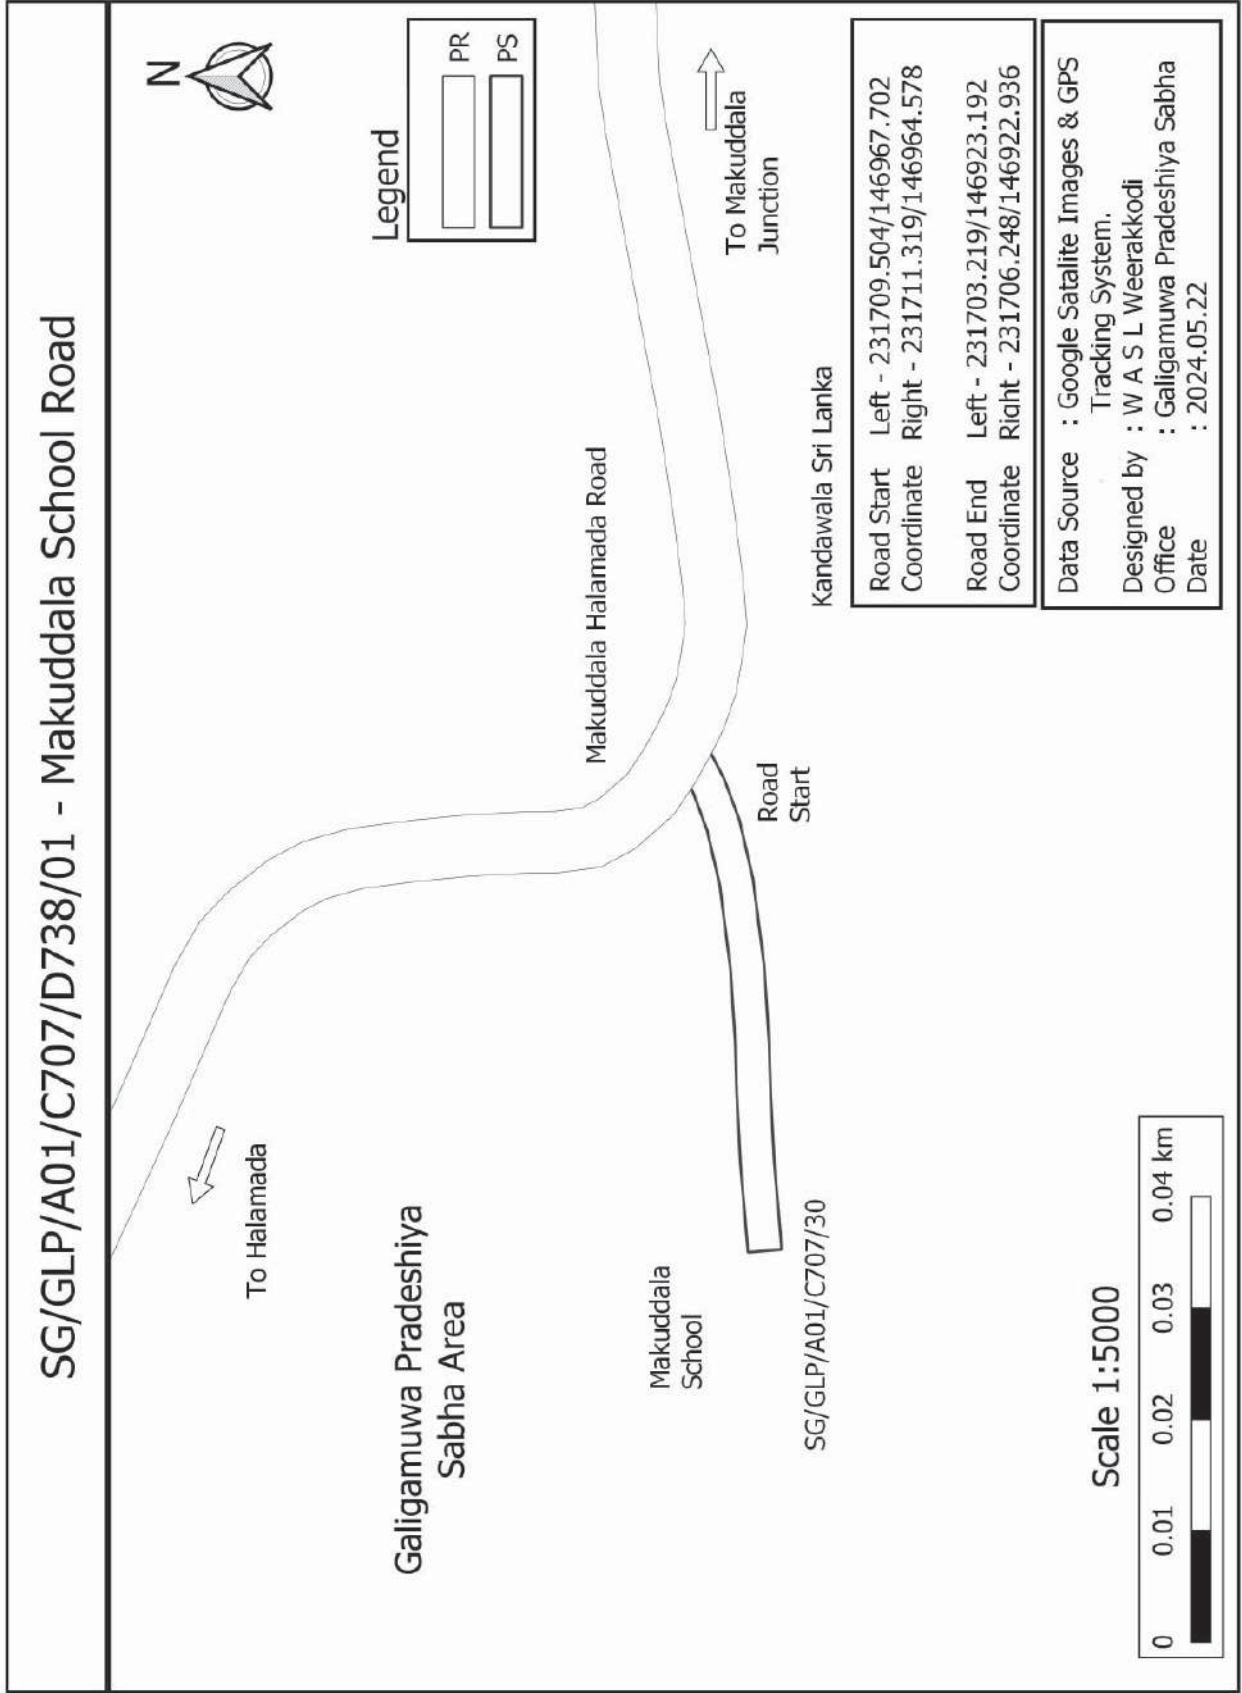 SG/GLP/A01/C707/D738/01 - Makuddala School Road
N
Legend
PR
PS
To Halamada
Galigamuwa Pradeshiya
Sabha Area
Makuddala Halamada Road
To Makuddala
Junction
Makuddala
School
Road
Start
SG/GLP/A01/C707/30
Kandawala Sri Lanka
Road Start Left - 231709.504/146967.702
Coordinate Right - 231711.319/146964.578
Road End Left - 231703.219/146923.192
Coordinate Right - 231706.248/146922.936
Data Source : Google Satalite Images & GPS
Tracking System.
Designed by : W A S L Weerakkodi
Office : Galigamuwa Pradeshiya Sabha
Date : 2024.05.22
Scale 1:5000
0 0.01 0.02 0.03 0.04 km